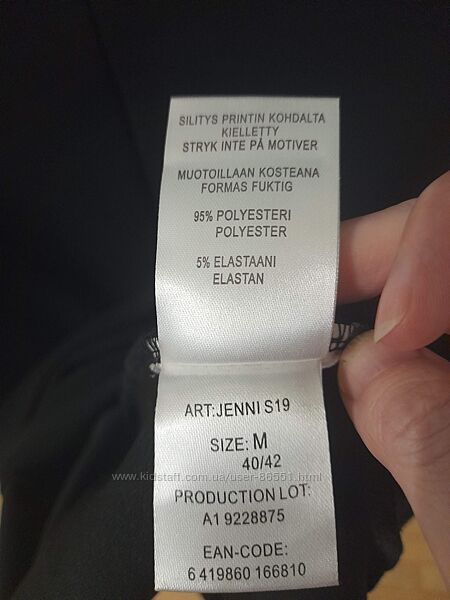 SILITYS PRINTIN KOHDALTA
KIELLETTY
STRYK INTE PÅ MOTIVER
MUOTOILLAAN KOSTEANA
FORMAS FUKTIG
95% POLYESTERI
POLYESTER
5% ELASTAANI
ELASTAN
ART:JENNI S19
SIZE: M
40/42
www.kidstaff.com.ua/user-86551.html
PRODUCTION LOT:
A1 9228875
EAN-CODE:
6 419860 166810